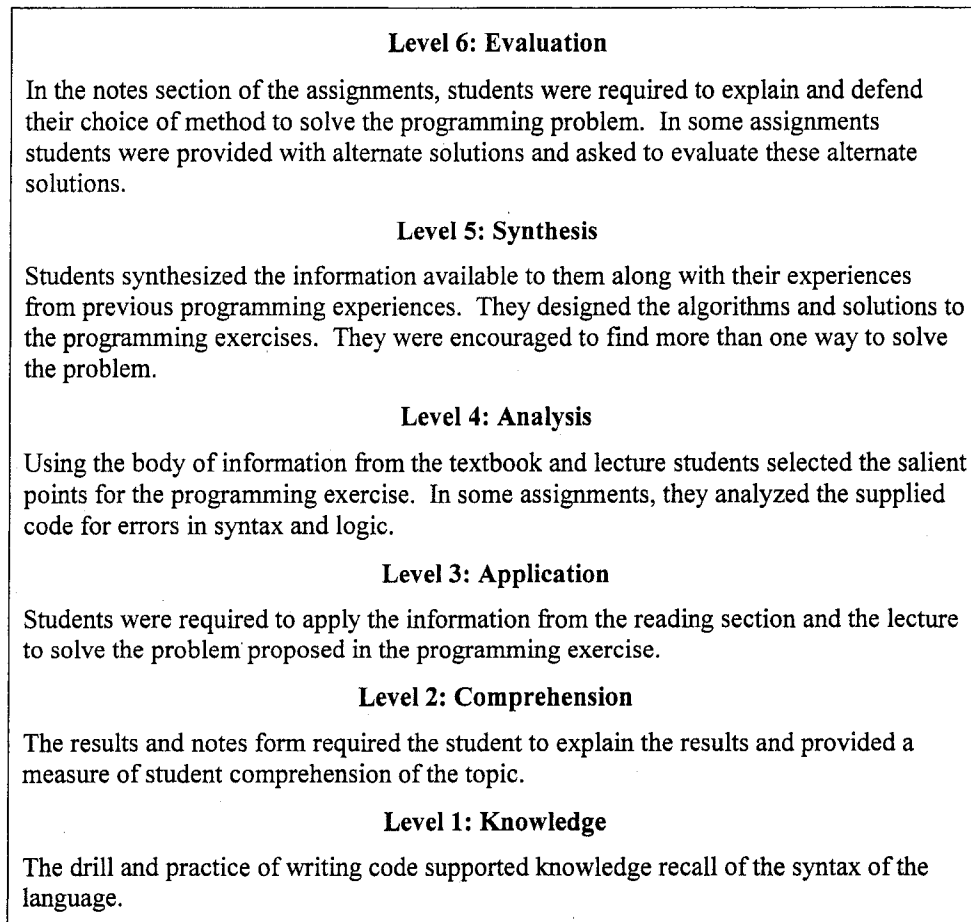 Level 6: Evaluation
In the notes section of the assignments, students were required to explain and defend
their choice of method to solve the programming problem. In some assignments
students were provided with alternate solutions and asked to evaluate these alternate
solutions.
Level 5: Synthesis
Students synthesized the information available to them along with their experiences
from previous programming experiences. They designed the algorithms and solutions to
the programming exercises. They were encouraged to find more than one way to solve
the problem.
Level 4: Analysis
Using the body of information from the textbook and lecture students selected the salient
points for the programming exercise. In some assignments, they analyzed the supplied
code for errors in syntax and logic.
Level 3: Application
Students were required to apply the information from the reading section and the lecture
to solve the problem proposed in the programming exercise.
Level 2: Comprehension
The results and notes form required the student to explain the results and provided a
measure of student comprehension of the topic.
Level 1: Knowledge
The drill and practice of writing code supported knowledge recall of the syntax of the
language.